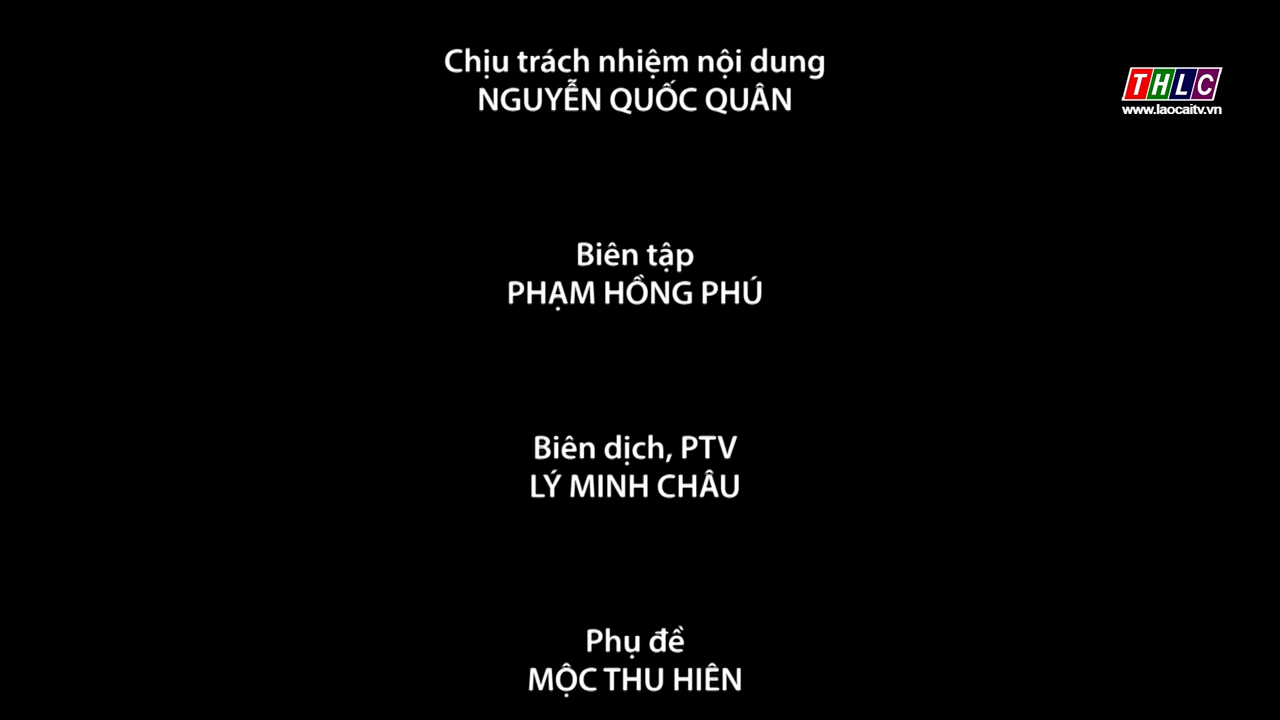 Chịu trách nhiệm nội dung
NGUYỄN QUỐC QUÂN
THLC
www.laocaitv.vn
Biên tập
PHẠM HỒNG PHÚ
Biên dịch, PTV
LÝ MINH CHÂU
Phụ đề
MỘC THU HIÊN